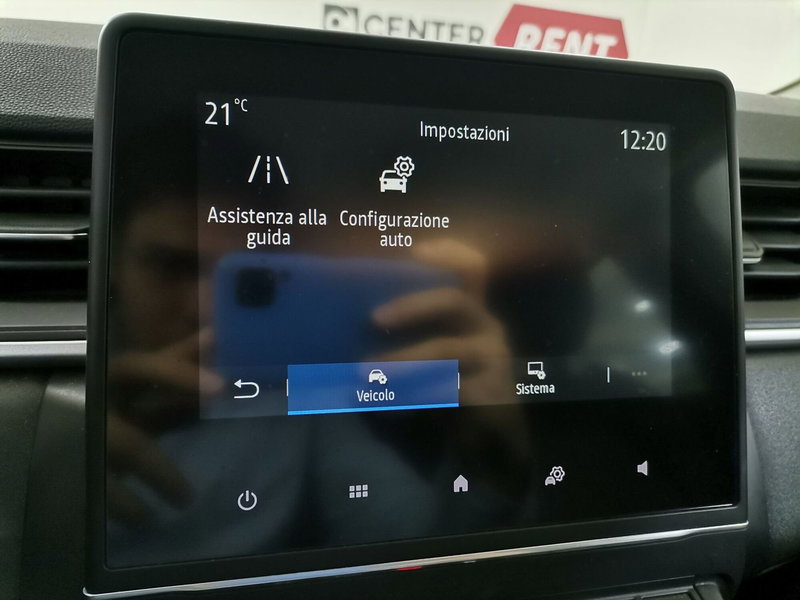 CENTER
RENT
21°C
Impostazioni
12:20
Assistenza alla
guida
Configurazione
auto
Veicolo
Sistema